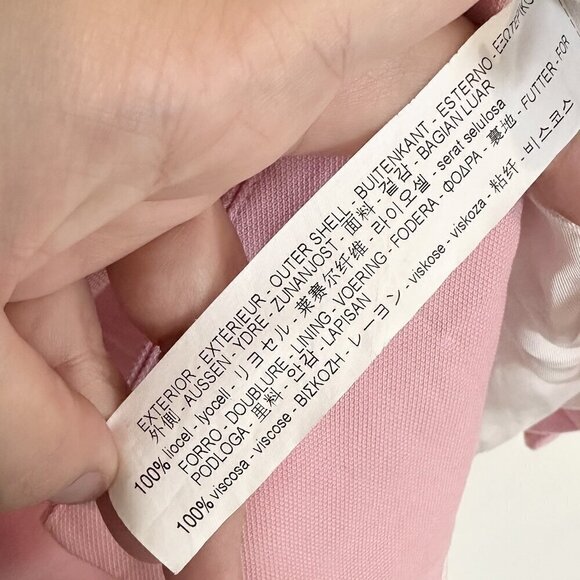 EXTERIOR - EXTÉRIEUR - OUTER SHELL - BUITENKANT - ESTERNO - ΕΞΩΤΕΡΙΚΟ
外側 - AUSSEN - YDRE - ZUNANJOST - 面料 - 겉감 - BAGIAN LUAR
100% liocel - lyocell - リヨセル - 莱赛尔纤维 - 라이오셀 - serat selulosa
FORRO - DOUBLURE - LINING - VOERING - FODERA - ΦΟΔΡΑ - 裏地 - FUTTER - FOR
PODLOGA - 里料 - 안감 - LAPISAN
100% viscosa - viscose - ΒΙΣΚΟΖΗ - レーヨン - viskose - viskoza - 粘纤 - 비스코스